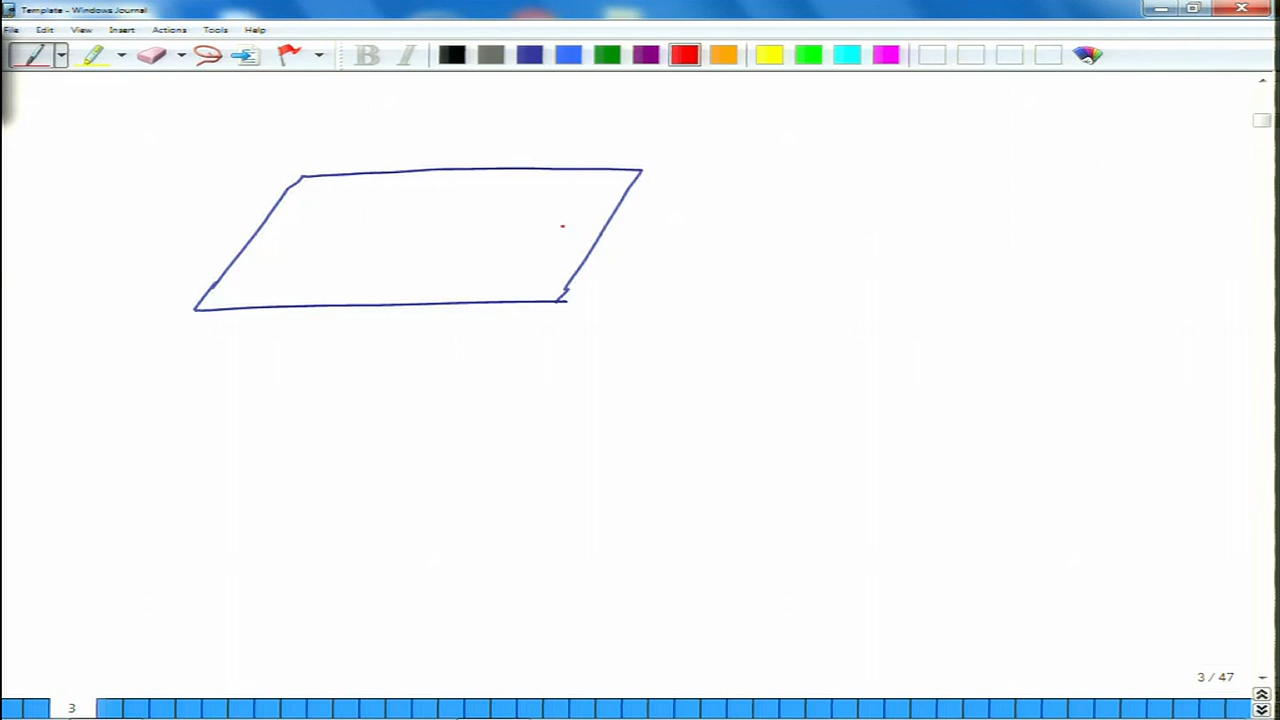 Template - Windows Journal
File Edit View Insert Actions Tools Help
B I
3 / 47
3